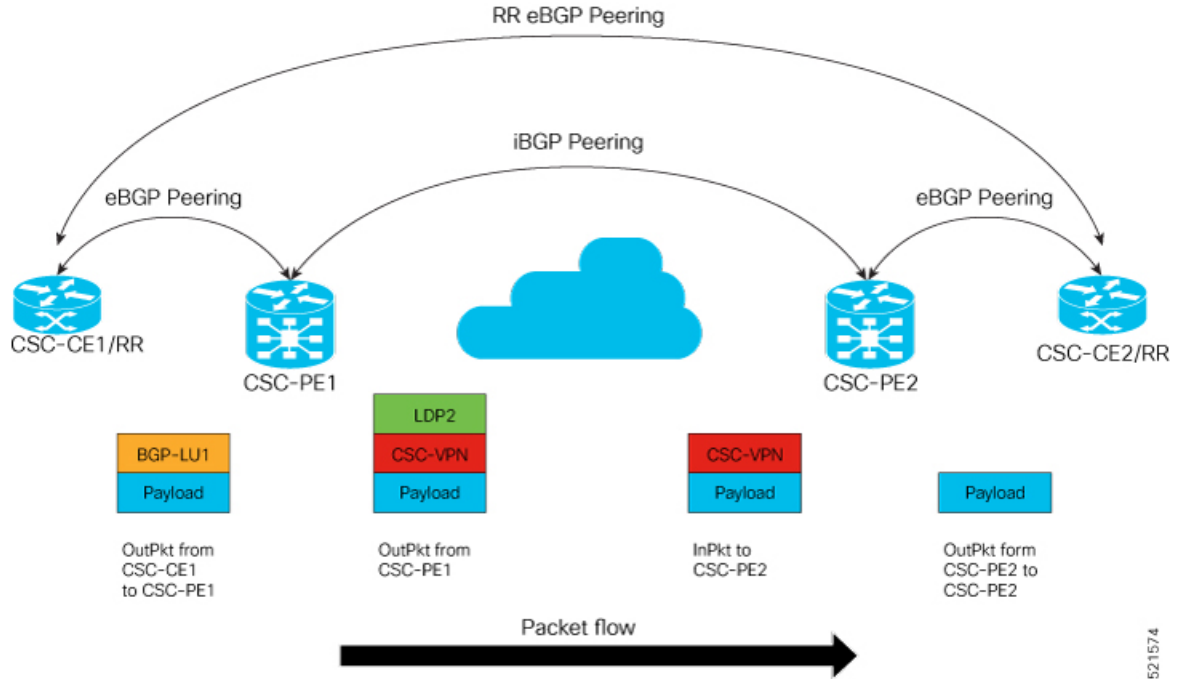 RR eBGP Peering
iBGP Peering
eBGP Peering
eBGP Peering
CSC-CE1/RR
CSC-PE1
CSC-PE2
CSC-CE2/RR
LDP2
BGP-LU1
CSC-VPN
CSC-VPN
Payload
Payload
Payload
Payload
OutPkt from
CSC-CE1
to CSC-PE1
OutPkt from
CSC-PE1
InPkt to
CSC-PE2
OutPkt form
CSC-PE2 to
CSC-PE2
Packet flow
521574